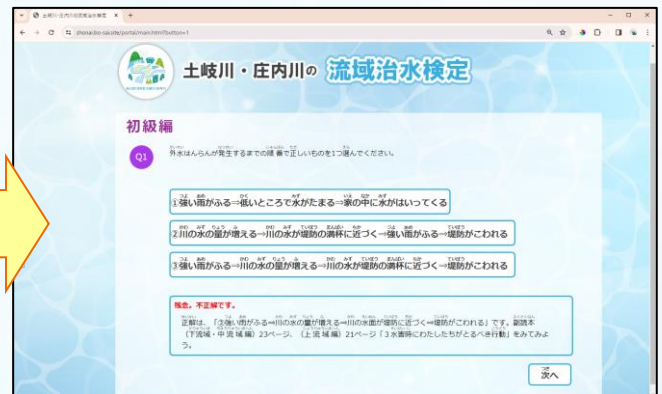 土岐川・庄内川の 流域治水検定
初級編
Q1
外水はんらんが発生するまでの順番で正しいものを1つ選んでください。
①強い雨がふる⇒低いところで水がたまる⇒家の中に水がはいってくる
②川の水の量が増える⇒川の水が堤防の満杯に近づく⇒強い雨がふる⇒堤防がこわれる
③強い雨がふる⇒川の水の量が増える⇒川の水が堤防の満杯に近づく⇒堤防がこわれる
残念。不正解です。
正解は、「③強い雨がふる⇒川の水の量が増える⇒川の水面が堤防に近づく⇒堤防がこわれる」です。副読本
（下流域・中流域編）23ページ、（上流域編）21ページ「3 水害時にわたしたちがとるべき行動」をみてみよ
う。
次へ